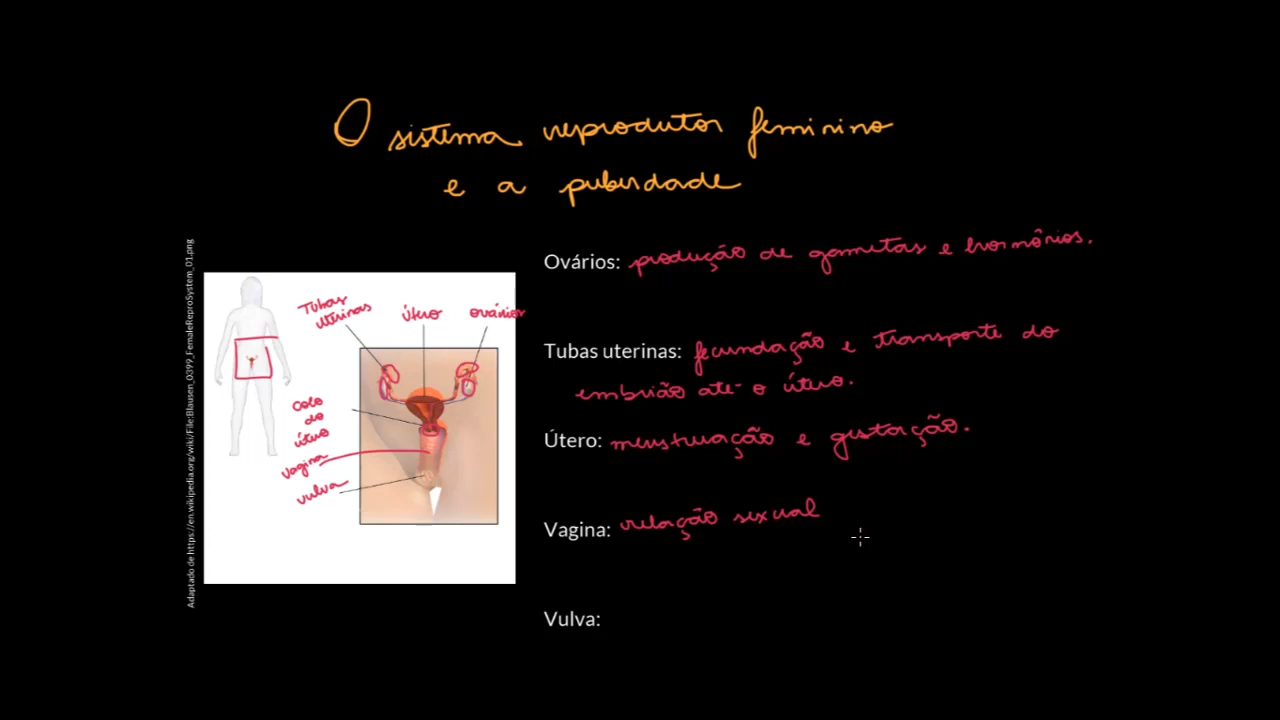 O sistema reprodutor feminino
e a puberdade
Adaptado de https://en.wikipedia.org/wiki/File:Blausen_0399_FemaleReproSystem_01.png
Tubas
uterinas
útero
ovários
colo
do
útero
vagina
vulva
Ovários: produção de gametas e hormônios.
Tubas uterinas: fecundação e transporte do
embrião até o útero.
Útero: menstruação e gestação.
Vagina: relação sexual
Vulva: